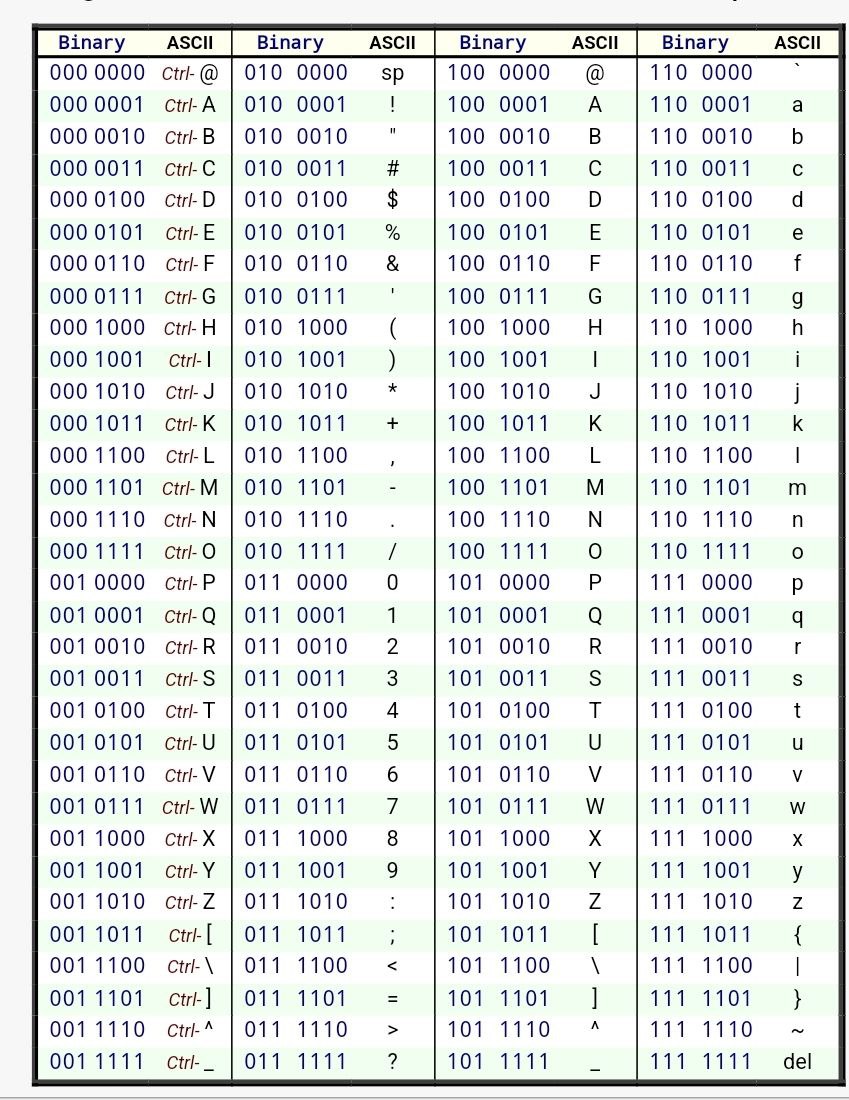 Binary ASCII Binary ASCII Binary ASCII Binary ASCII
000 0000 Ctrl- @ 010 0000 sp 100 0000 @ 110 0000 `
000 0001 Ctrl- A 010 0001 ! 100 0001 A 110 0001 a
000 0010 Ctrl- B 010 0010 " 100 0010 B 110 0010 b
000 0011 Ctrl- C 010 0011 # 100 0011 C 110 0011 c
000 0100 Ctrl- D 010 0100 $ 100 0100 D 110 0100 d
000 0101 Ctrl- E 010 0101 % 100 0101 E 110 0101 e
000 0110 Ctrl- F 010 0110 & 100 0110 F 110 0110 f
000 0111 Ctrl- G 010 0111 ' 100 0111 G 110 0111 g
000 1000 Ctrl- H 010 1000 ( 100 1000 H 110 1000 h
000 1001 Ctrl- I 010 1001 ) 100 1001 I 110 1001 i
000 1010 Ctrl- J 010 1010 * 100 1010 J 110 1010 j
000 1011 Ctrl- K 010 1011 + 100 1011 K 110 1011 k
000 1100 Ctrl- L 010 1100 , 100 1100 L 110 1100 l
000 1101 Ctrl- M 010 1101 - 100 1101 M 110 1101 m
000 1110 Ctrl- N 010 1110 . 100 1110 N 110 1110 n
000 1111 Ctrl- O 010 1111 / 100 1111 O 110 1111 o
001 0000 Ctrl- P 011 0000 0 101 0000 P 111 0000 p
001 0001 Ctrl- Q 011 0001 1 101 0001 Q 111 0001 q
001 0010 Ctrl- R 011 0010 2 101 0010 R 111 0010 r
001 0011 Ctrl- S 011 0011 3 101 0011 S 111 0011 s
001 0100 Ctrl- T 011 0100 4 101 0100 T 111 0100 t
001 0101 Ctrl- U 011 0101 5 101 0101 U 111 0101 u
001 0110 Ctrl- V 011 0110 6 101 0110 V 111 0110 v
001 0111 Ctrl- W 011 0111 7 101 0111 W 111 0111 w
001 1000 Ctrl- X 011 1000 8 101 1000 X 111 1000 x
001 1001 Ctrl- Y 011 1001 9 101 1001 Y 111 1001 y
001 1010 Ctrl- Z 011 1010 : 101 1010 Z 111 1010 z
001 1011 Ctrl- [ 011 1011 ; 101 1011 [ 111 1011 {
001 1100 Ctrl- \ 011 1100 < 101 1100 \ 111 1100 |
001 1101 Ctrl- ] 011 1101 = 101 1101 ] 111 1101 }
001 1110 Ctrl- ^ 011 1110 > 101 1110 ^ 111 1110 ~
001 1111 Ctrl- _ 011 1111 ? 101 1111 _ 111 1111 del